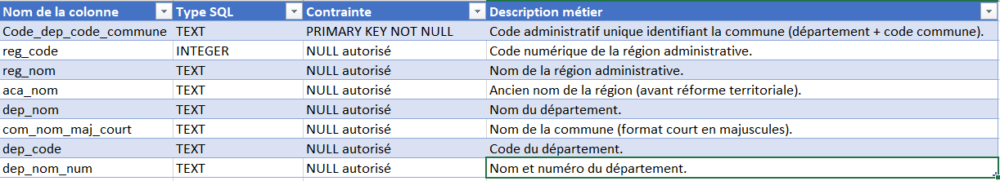 Nom de la colonne Type SQL Contrainte Description métier
Code_dep_code_commune TEXT PRIMARY KEY NOT NULL Code administratif unique identifiant la commune (département + code commune).
reg_code INTEGER NULL autorisé Code numérique de la région administrative.
reg_nom TEXT NULL autorisé Nom de la région administrative.
aca_nom TEXT NULL autorisé Ancien nom de la région (avant réforme territoriale).
dep_nom TEXT NULL autorisé Nom du département.
com_nom_maj_court TEXT NULL autorisé Nom de la commune (format court en majuscules).
dep_code TEXT NULL autorisé Code du département.
dep_nom_num TEXT NULL autorisé Nom et numéro du département.